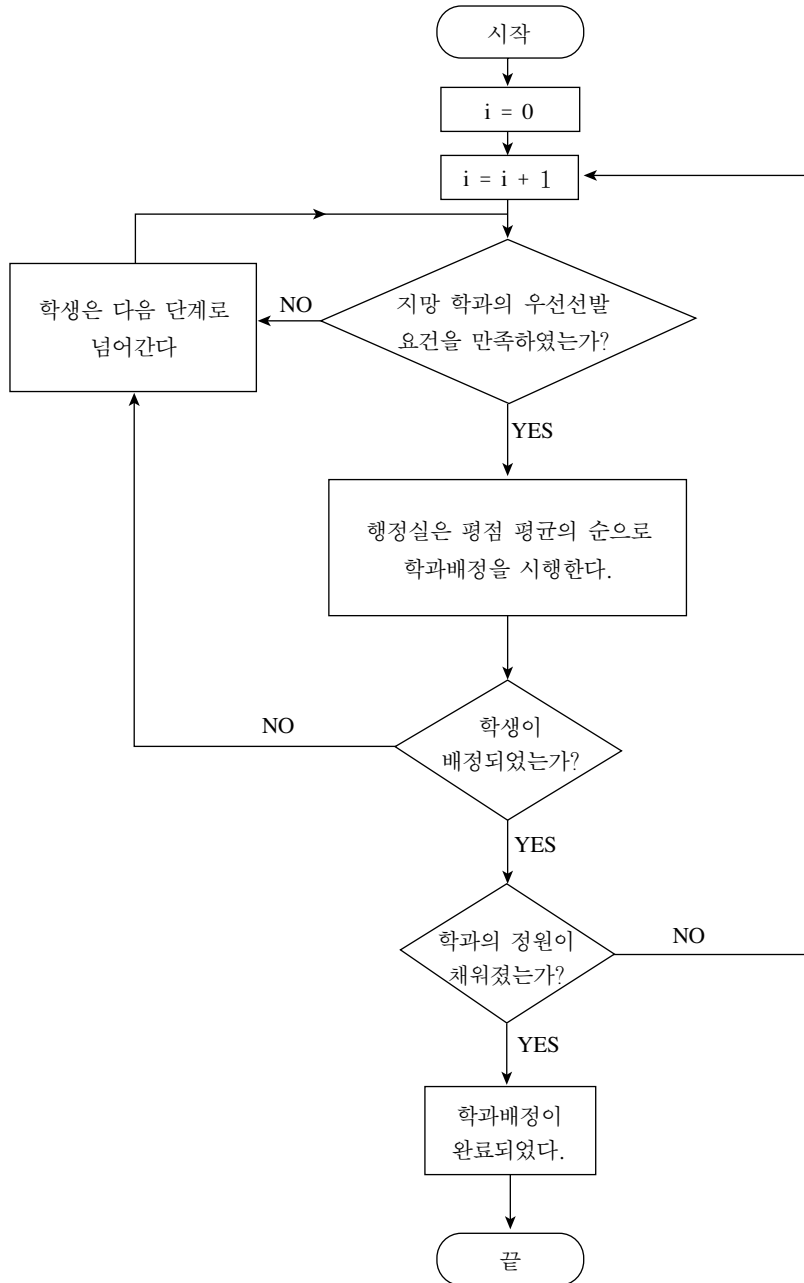 시작
i = 0
i = i + 1
지망 학과의 우선선발
요건을 만족하였는가?
NO
학생은 다음 단계로
넘어간다
YES
행정실은 평점 평균의 순으로
학과배정을 시행한다.
학생이
배정되었는가?
NO
YES
학과의 정원이
채워졌는가?
NO
YES
학과배정이
완료되었다.
끝